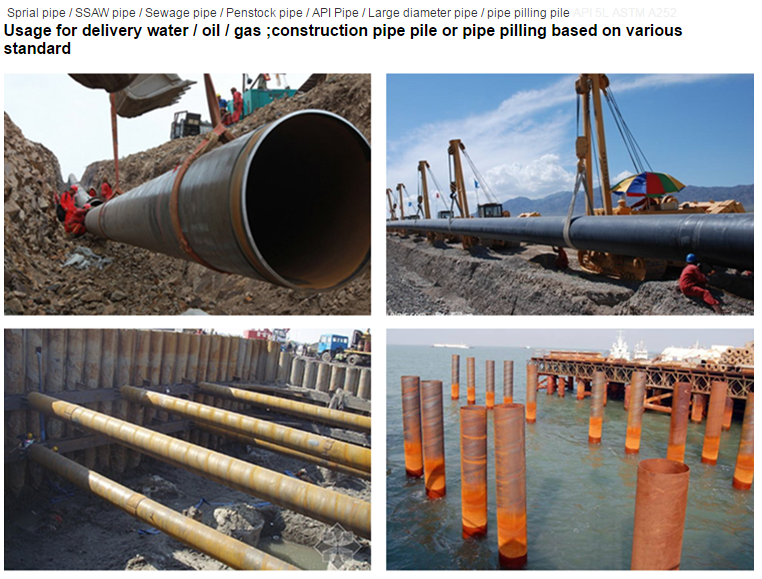 Sprial pipe / SSAW pipe / Sewage pipe / Penstock pipe / API Pipe / Large diameter pipe / pipe pilling pile API 5L ASTM A252
Usage for delivery water / oil / gas ;construction pipe pile or pipe pilling based on various
standard